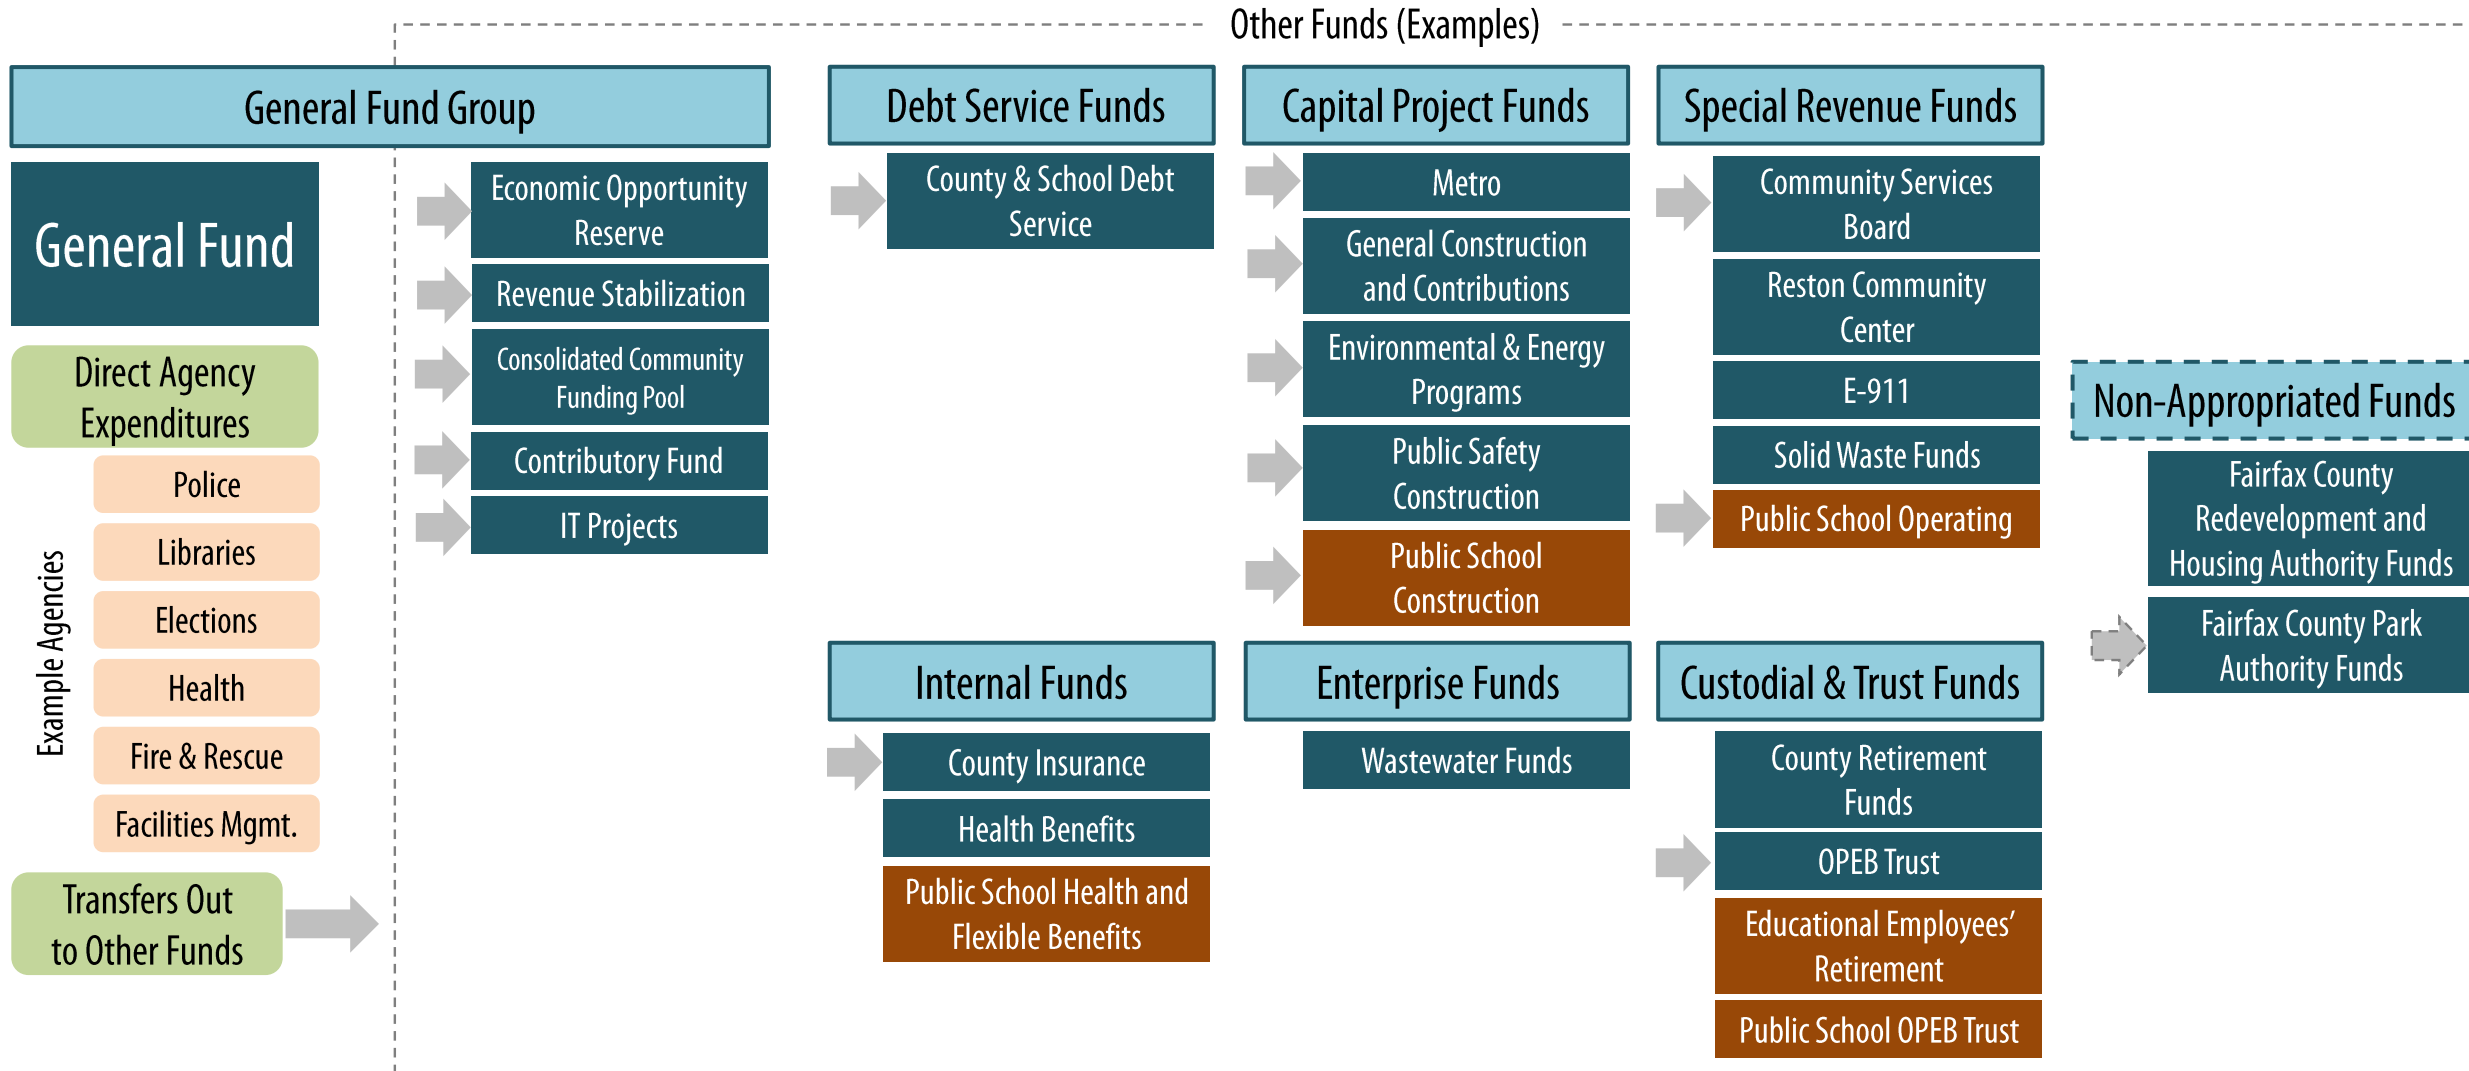 Other Funds (Examples)
General Fund Group
General Fund
Direct Agency
Expenditures
Example Agencies
Police
Libraries
Elections
Health
Fire & Rescue
Facilities Mgmt.
Transfers Out
to Other Funds
Economic Opportunity
Reserve
Revenue Stabilization
Consolidated Community
Funding Pool
Contributory Fund
IT Projects
Debt Service Funds
County & School Debt
Service
Capital Project Funds
Metro
General Construction
and Contributions
Environmental & Energy
Programs
Public Safety
Construction
Public School
Construction
Special Revenue Funds
Community Services
Board
Reston Community
Center
E-911
Solid Waste Funds
Public School Operating
Non-Appropriated Funds
Fairfax County
Redevelopment and
Housing Authority Funds
Fairfax County Park
Authority Funds
Internal Funds
County Insurance
Health Benefits
Public School Health and
Flexible Benefits
Enterprise Funds
Wastewater Funds
Custodial & Trust Funds
County Retirement
Funds
OPEB Trust
Educational Employees’
Retirement
Public School OPEB Trust